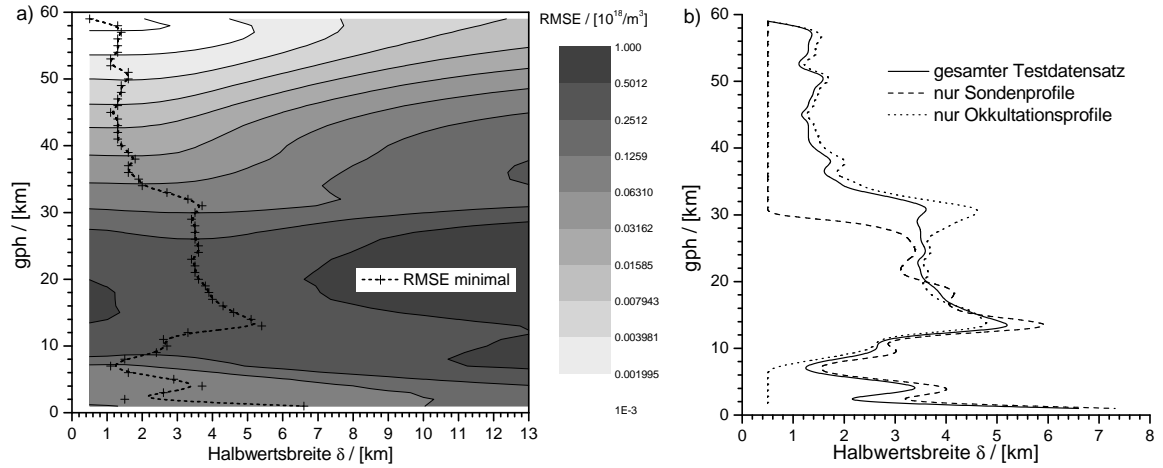 a)
RMSE / [10^18/m^3]
b)
gph / [km]
60
50
40
30
20
10
0
RMSE minimal
0 1 2 3 4 5 6 7 8 9 10 11 12 13
Halbwertsbreite δ / [km]
1.000
0.5012
0.2512
0.1259
0.06310
0.03162
0.01585
0.007943
0.003981
0.001995
1E-3
gph / [km]
60
50
40
30
20
10
0
gesamter Testdatensatz
nur Sondenprofile
nur Okkultationsprofile
0 1 2 3 4 5 6 7 8
Halbwertsbreite δ / [km]